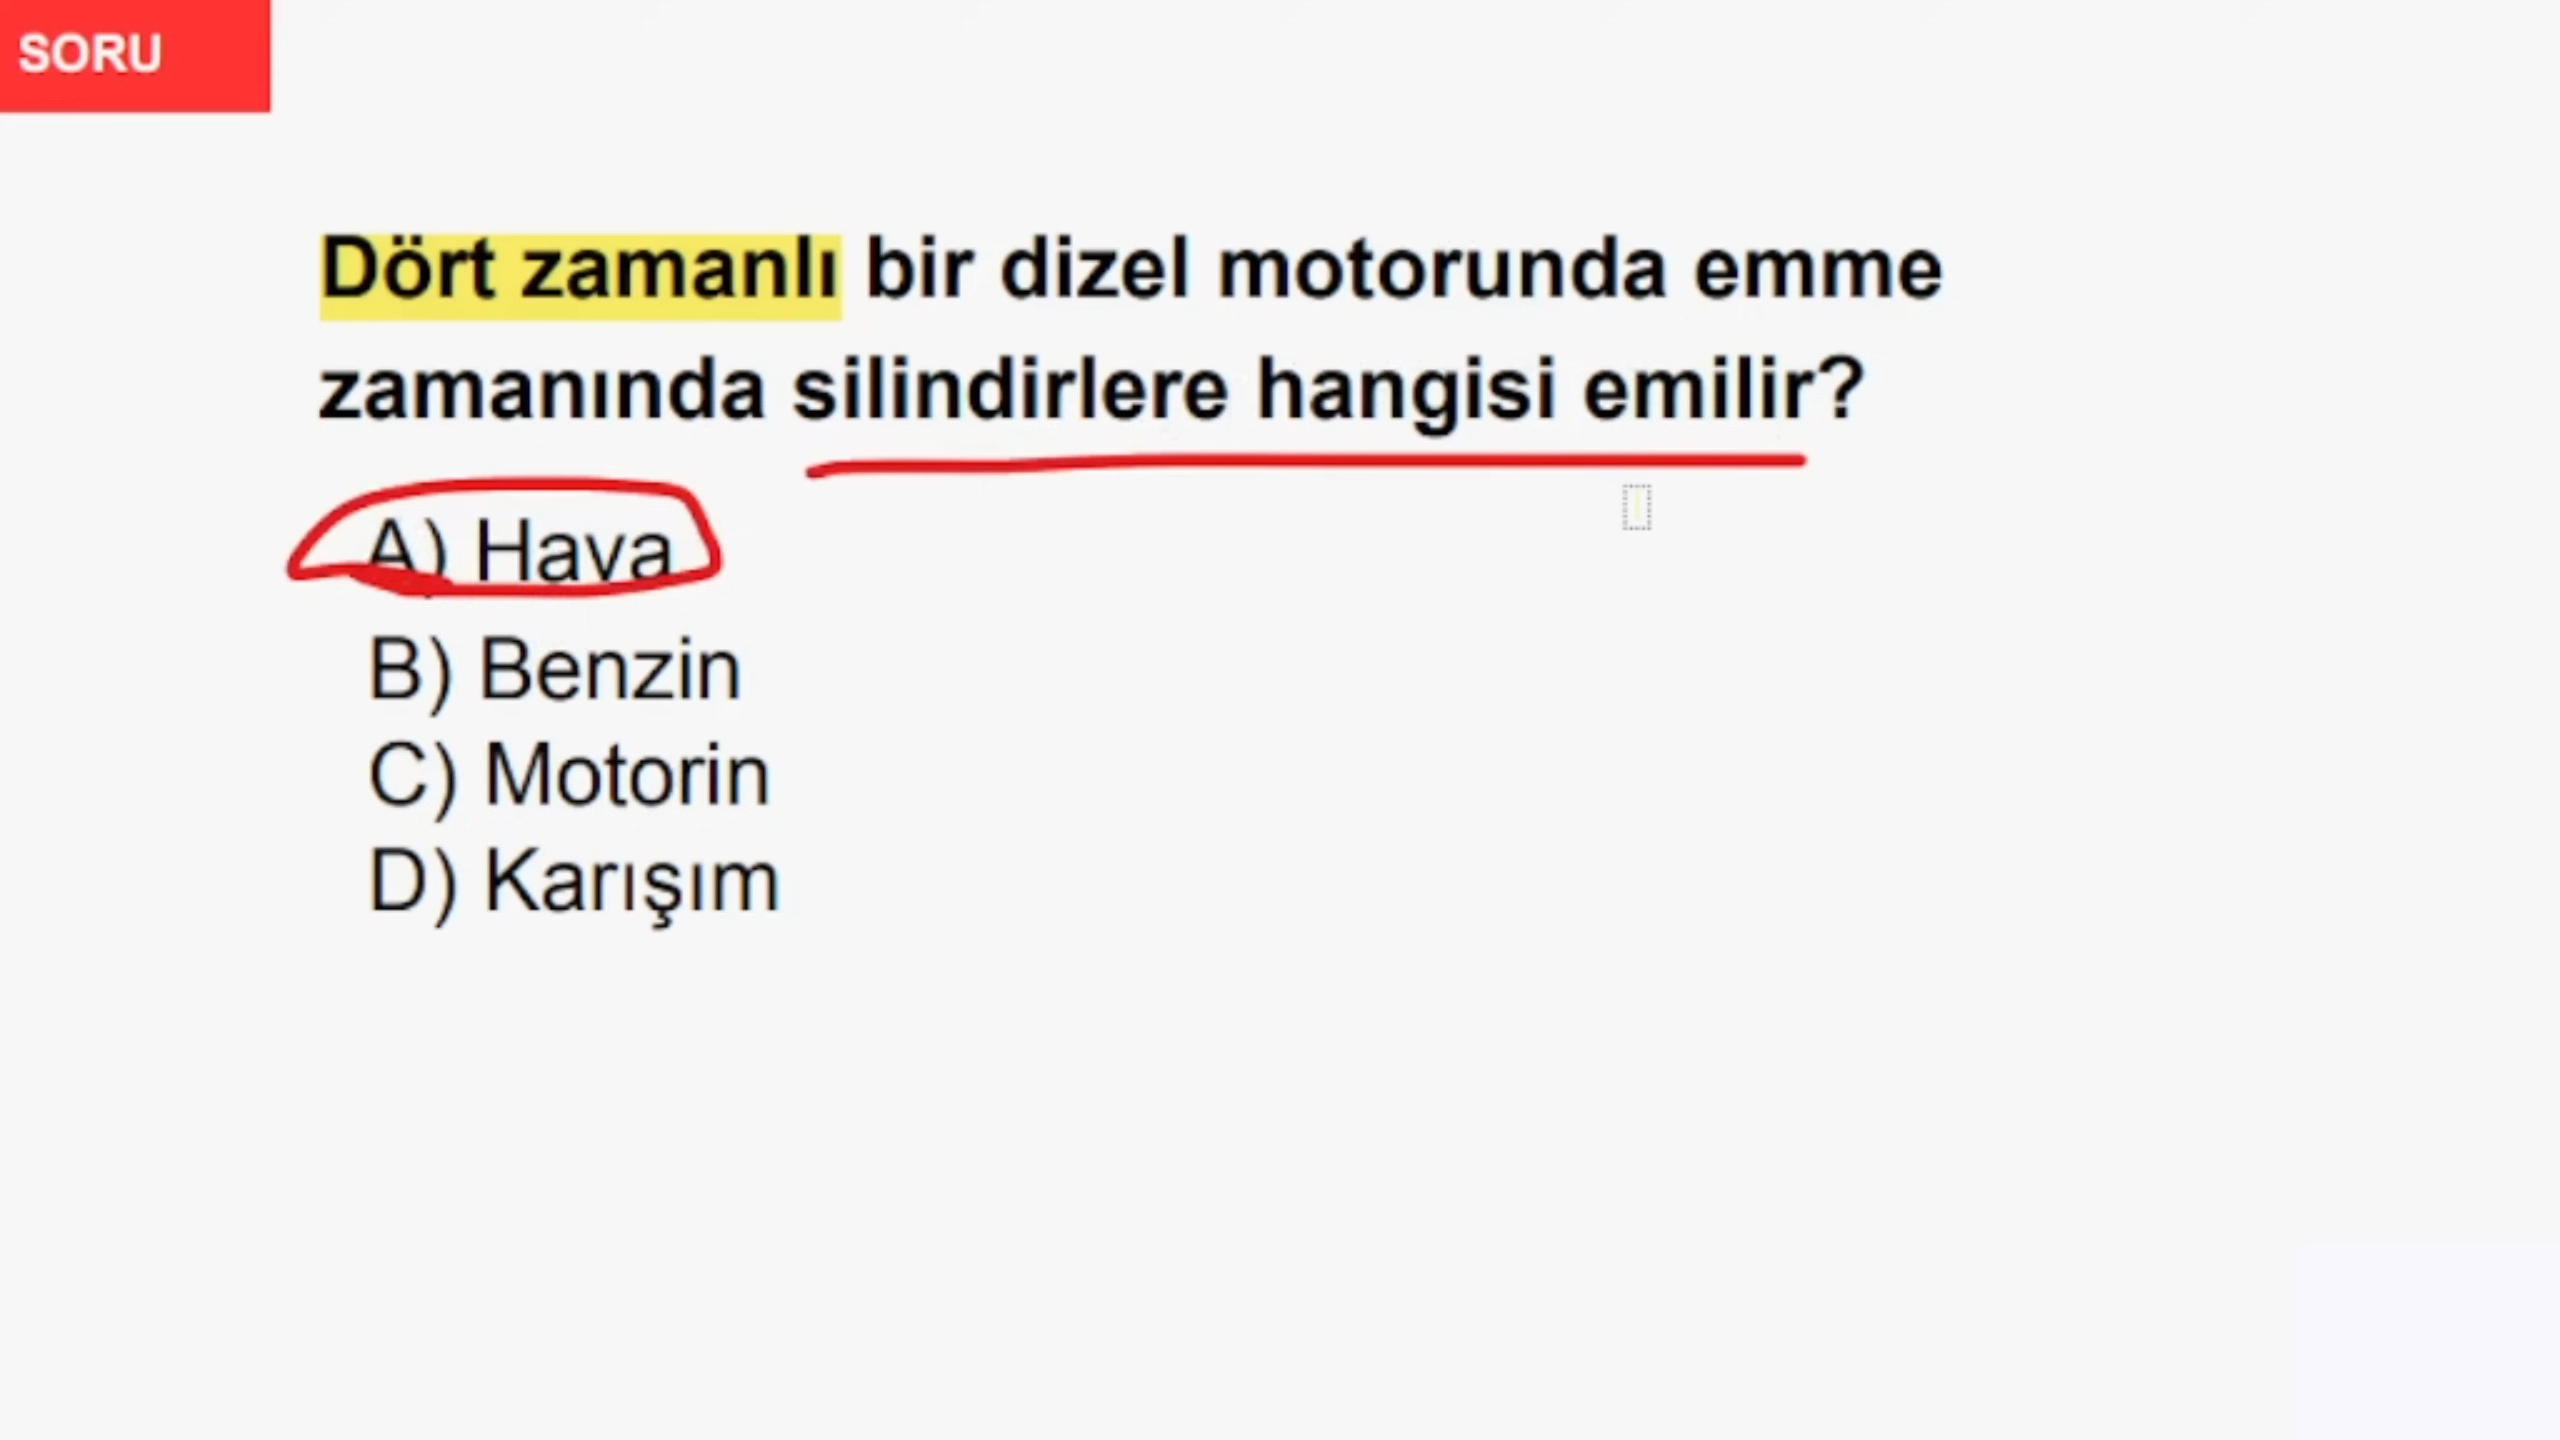 SORU
Dört zamanlı bir dizel motorunda emme
zamanında silindirlere hangisi emilir?
A) Hava
B) Benzin
C) Motorin
D) Karışım